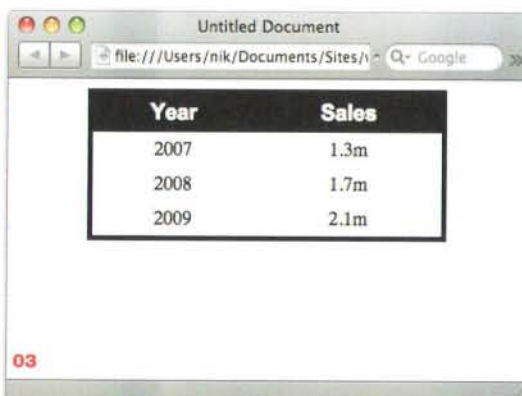 Untitled Document
file:///Users/nik/Documents/Sites/v
Google
Year Sales
2007 1.3m
2008 1.7m
2009 2.1m
03